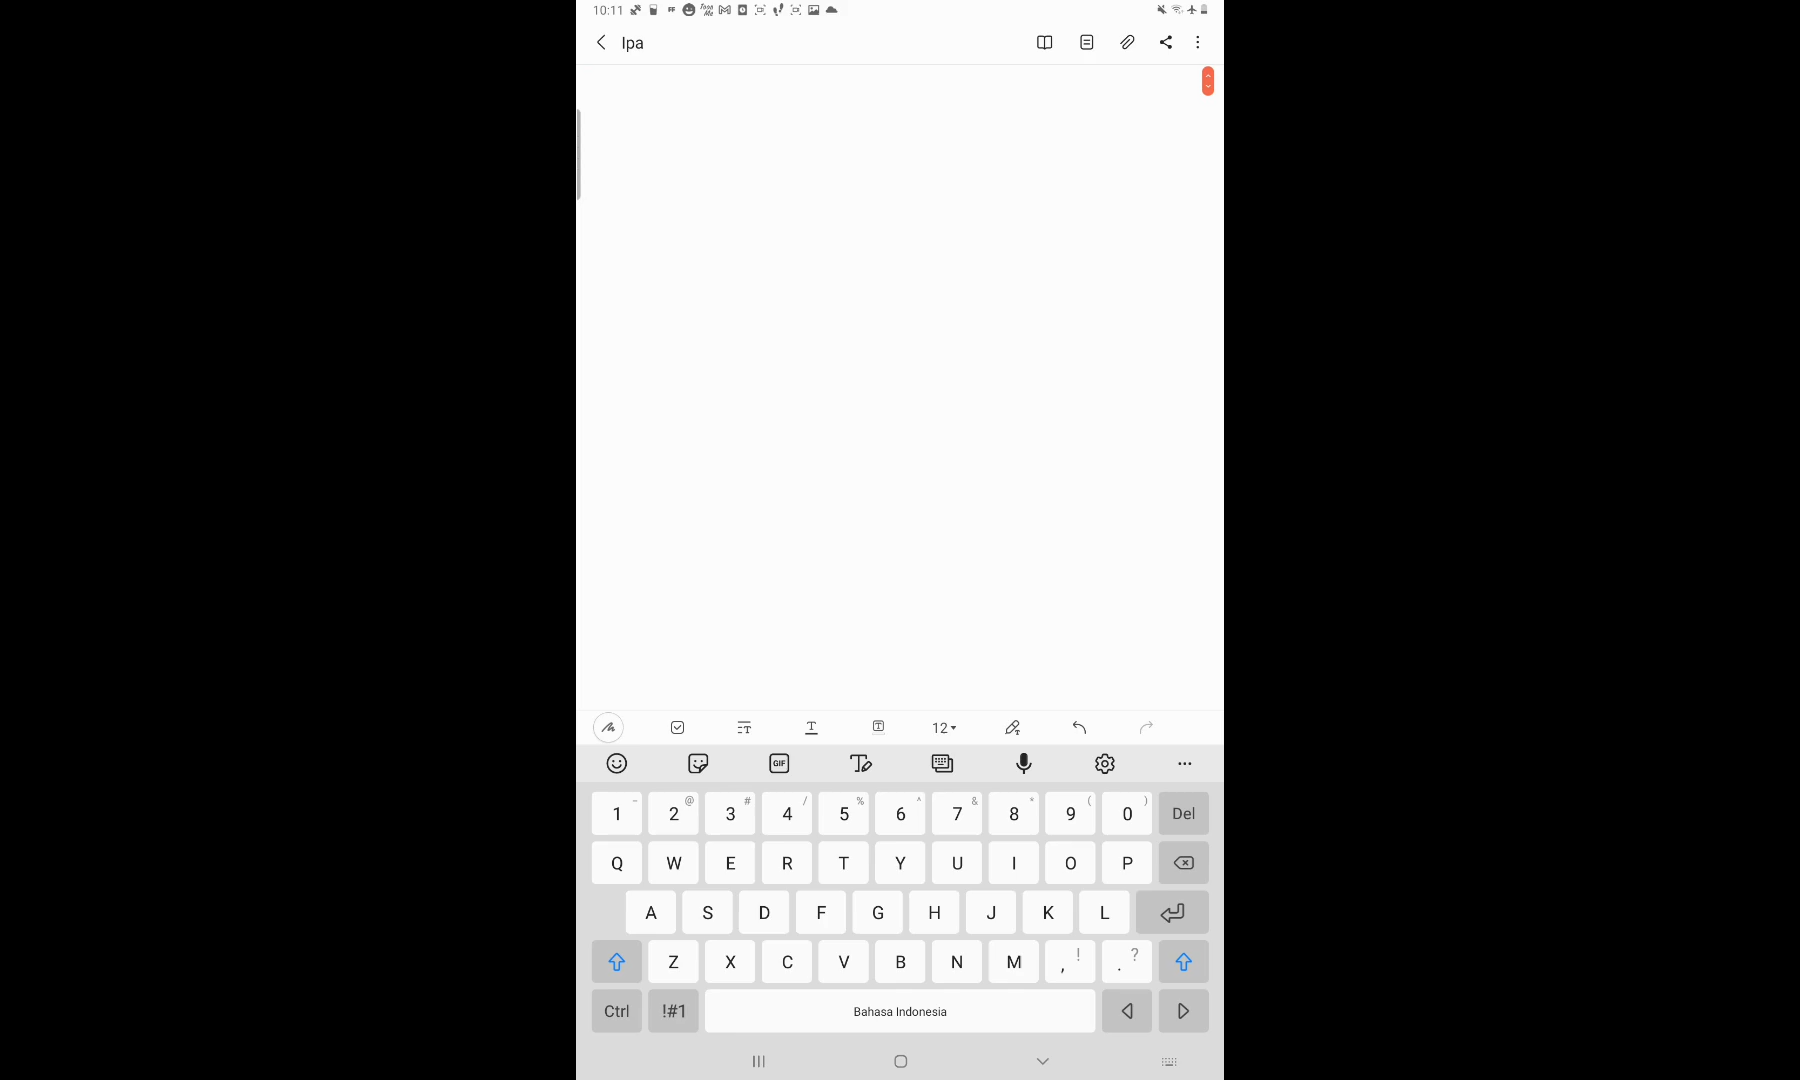 10:11
Ipa
12
GIF
1 - 2 @ 3 # 4 / 5 % 6 ^ 7 & 8 * 9 ( 0 ) Del
Q W E R T Y U I O P
A S D F G H J K L
Z X C V B N M , ! . ?
Ctrl !#1 Bahasa Indonesia